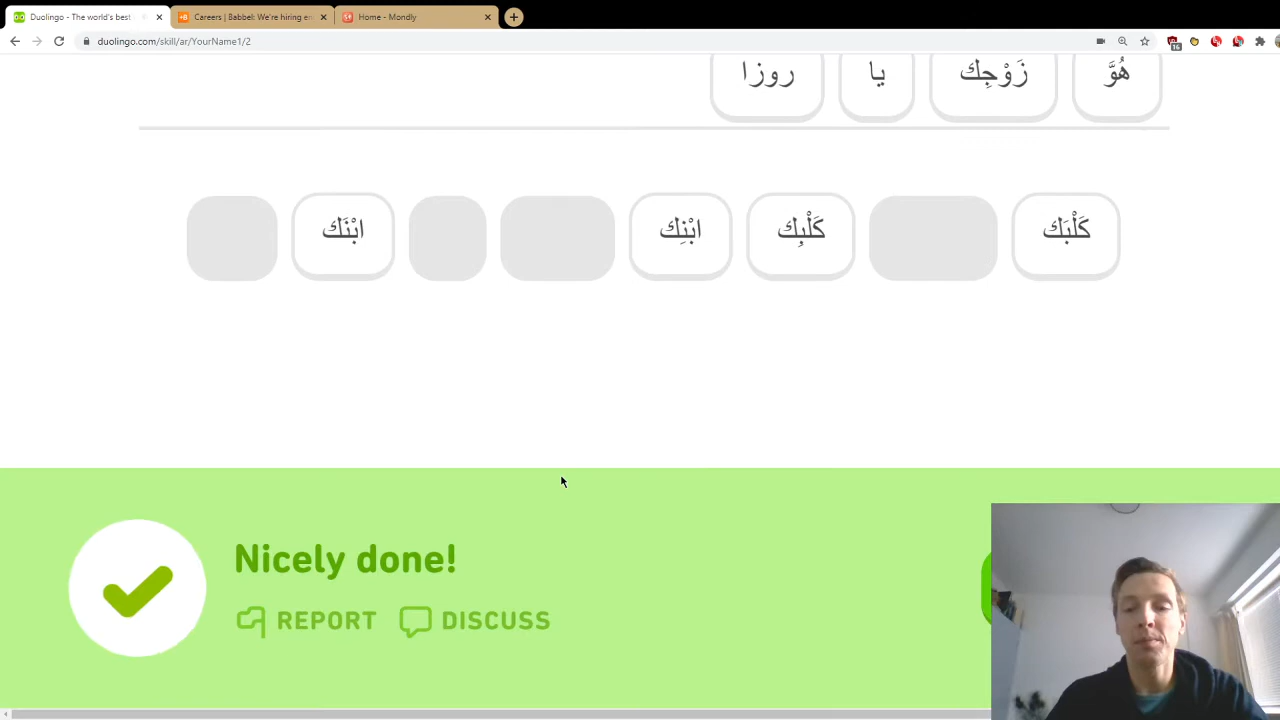 Duolingo - The world's best
Careers | Babbel: We're hiring en
Home - Mondly
duolingo.com/skill/ar/YourName1/2
16
هُوَّ زَوْجِك يا روزا
كَلْبَك كَلْبِك ابْنِك ابْنَك
Nicely done!
REPORT DISCUSS